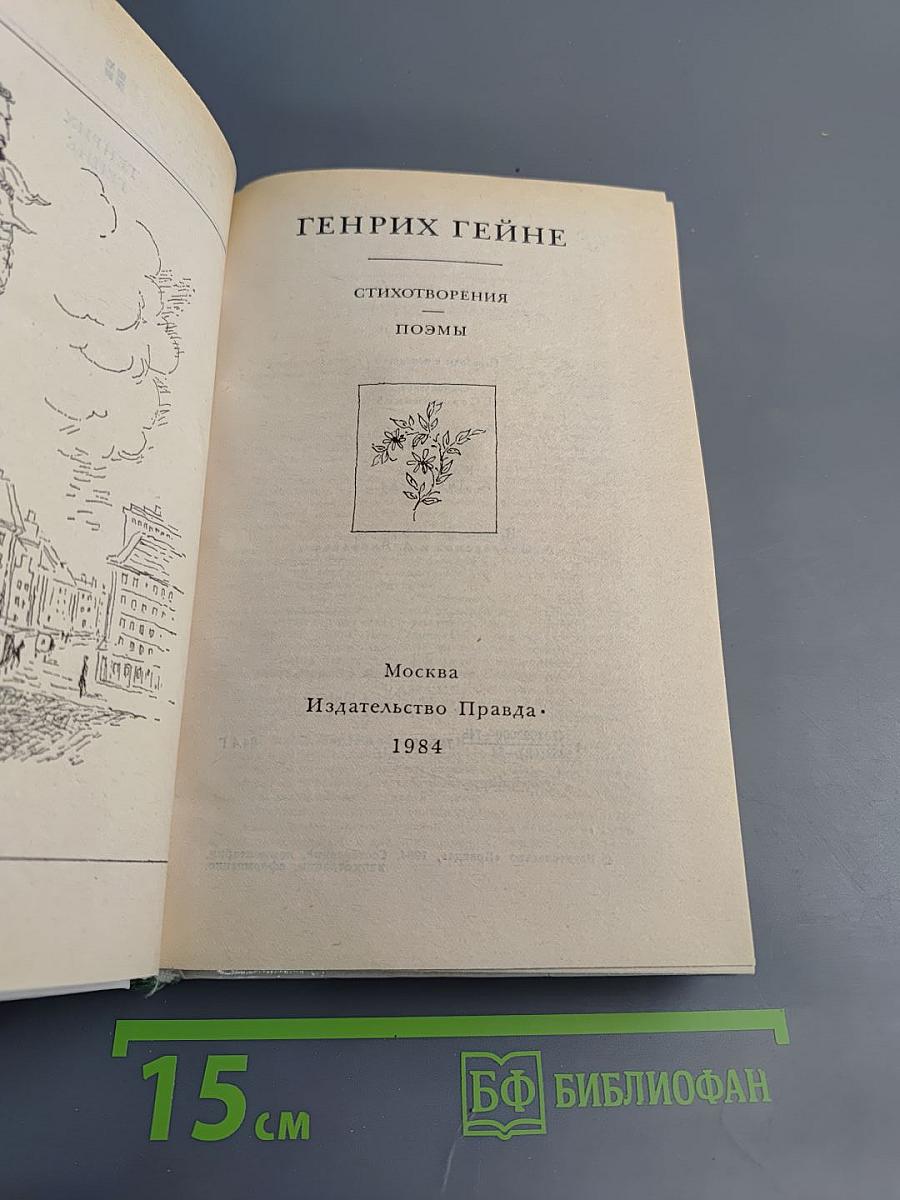 ГЕНРИХ ГЕЙНЕ
СТИХОТВОРЕНИЯ
ПОЭМЫ
Москва
Издательство Правда·
1984
15 см
БФ БИБЛИОФАН